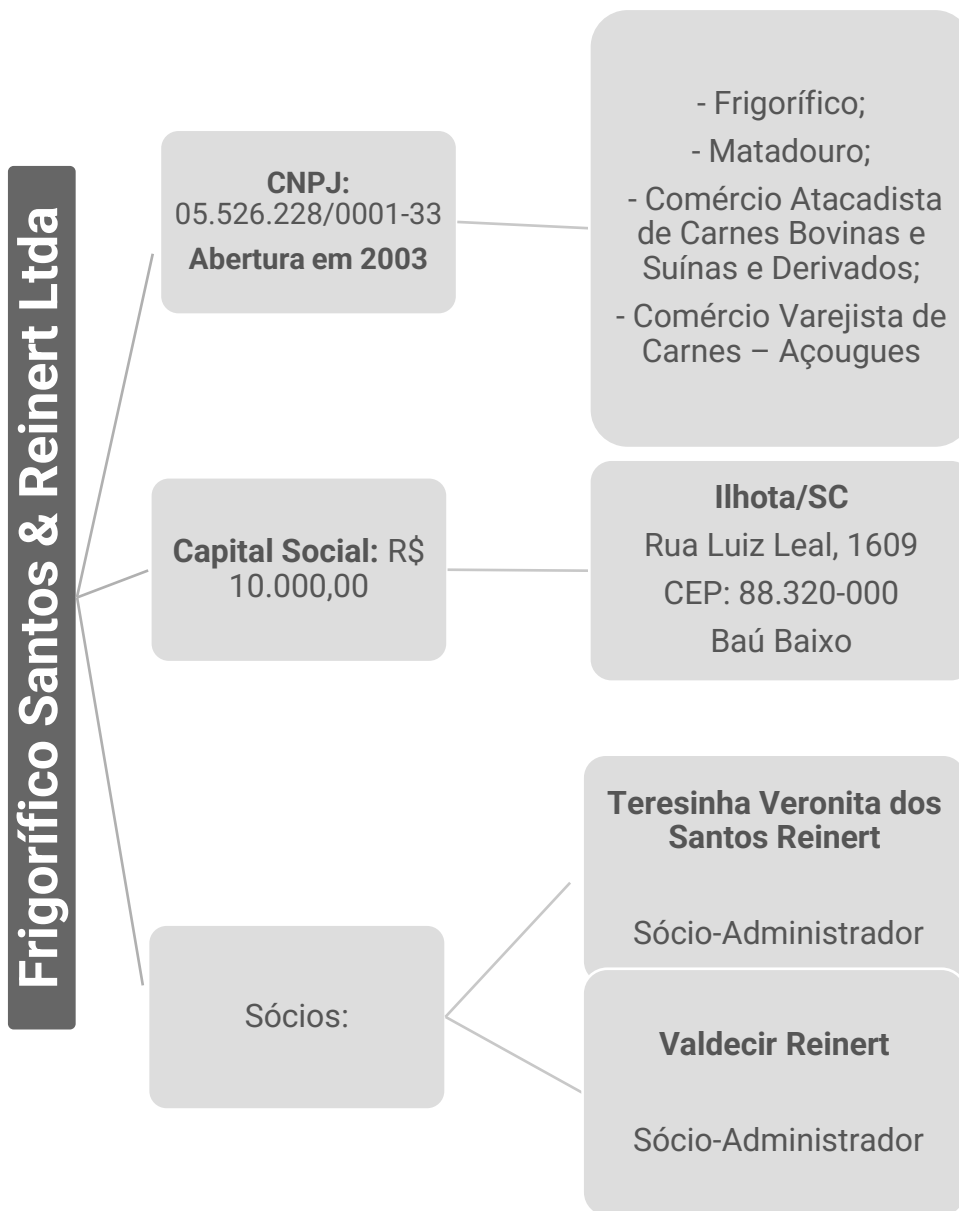 Frigorífico Santos & Reinert Ltda
CNPJ:
05.526.228/0001-33
Abertura em 2003
- Frigorífico;
- Matadouro;
- Comércio Atacadista
de Carnes Bovinas e
Suínas e Derivados;
- Comércio Varejista de
Carnes – Açougues
Capital Social: R$
10.000,00
Ilhota/SC
Rua Luiz Leal, 1609
CEP: 88.320-000
Baú Baixo
Sócios:
Teresinha Veronita dos
Santos Reinert
Sócio-Administrador
Valdecir Reinert
Sócio-Administrador